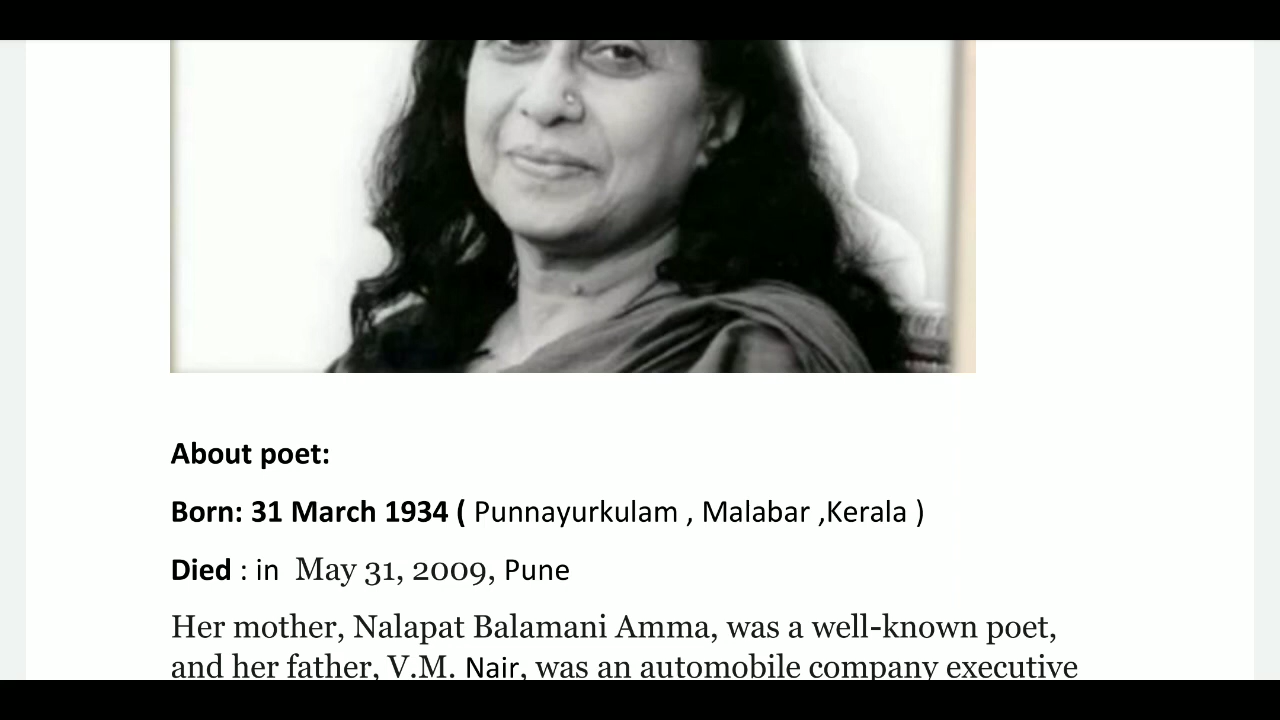 About poet:
Born: 31 March 1934 ( Punnayurkulam , Malabar ,Kerala )
Died : in  May 31, 2009, Pune
Her mother, Nalapat Balamani Amma, was a well-known poet,
and her father, V.M. Nair, was an automobile company executive